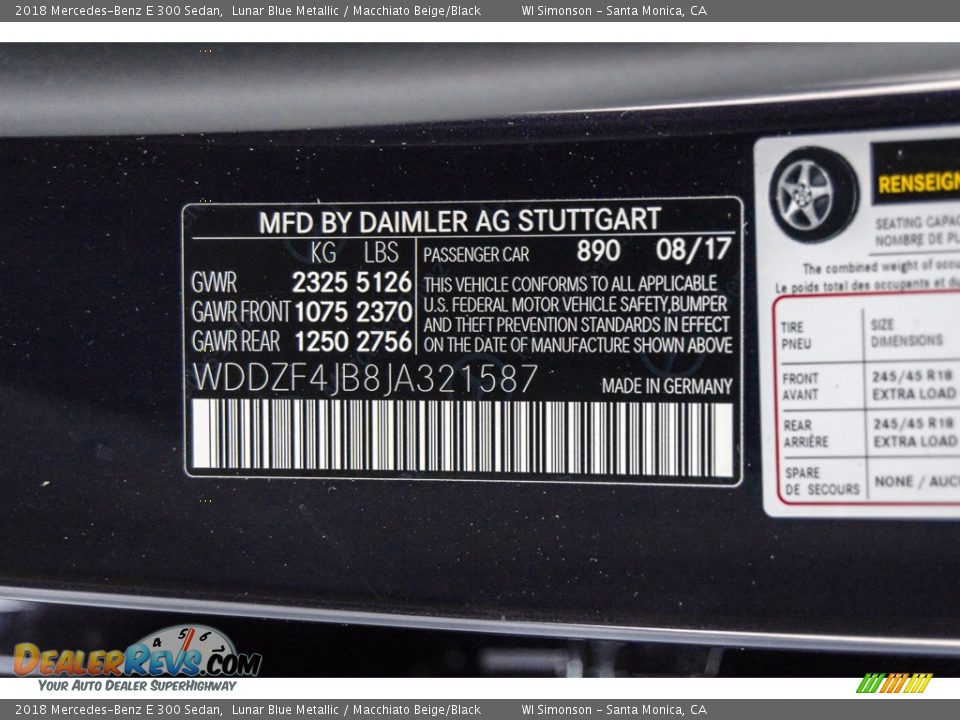 2018 Mercedes-Benz E 300 Sedan, Lunar Blue Metallic / Macchiato Beige/Black WI Simonson - Santa Monica, CA
MFD BY DAIMLER AG STUTTGART
KG LBS
GWR 2325 5126
GAWR FRONT 1075 2370
GAWR REAR 1250 2756
PASSENGER CAR 890 08/17
THIS VEHICLE CONFORMS TO ALL APPLICABLE
U.S. FEDERAL MOTOR VEHICLE SAFETY,BUMPER
AND THEFT PREVENTION STANDARDS IN EFFECT
ON THE DATE OF MANUFACTURE SHOWN ABOVE
WDDZF4JB8JA321587 MADE IN GERMANY
RENSEIGN
SEATING CAPAC
NOMBRE DE PL
The combined weight of occu
Le poids total des occupants et du
TIRE SIZE
PNEU DIMENSIONS
FRONT 245/45 R18
AVANT EXTRA LOAD
REAR 245/45 R18
ARRIÈRE EXTRA LOAD
SPARE
DE SECOURS NONE / AUC
4 5 6
DEALERREVS.COM
YOUR AUTO DEALER SUPERHIGHWAY
2018 Mercedes-Benz E 300 Sedan, Lunar Blue Metallic / Macchiato Beige/Black WI Simonson - Santa Monica, CA